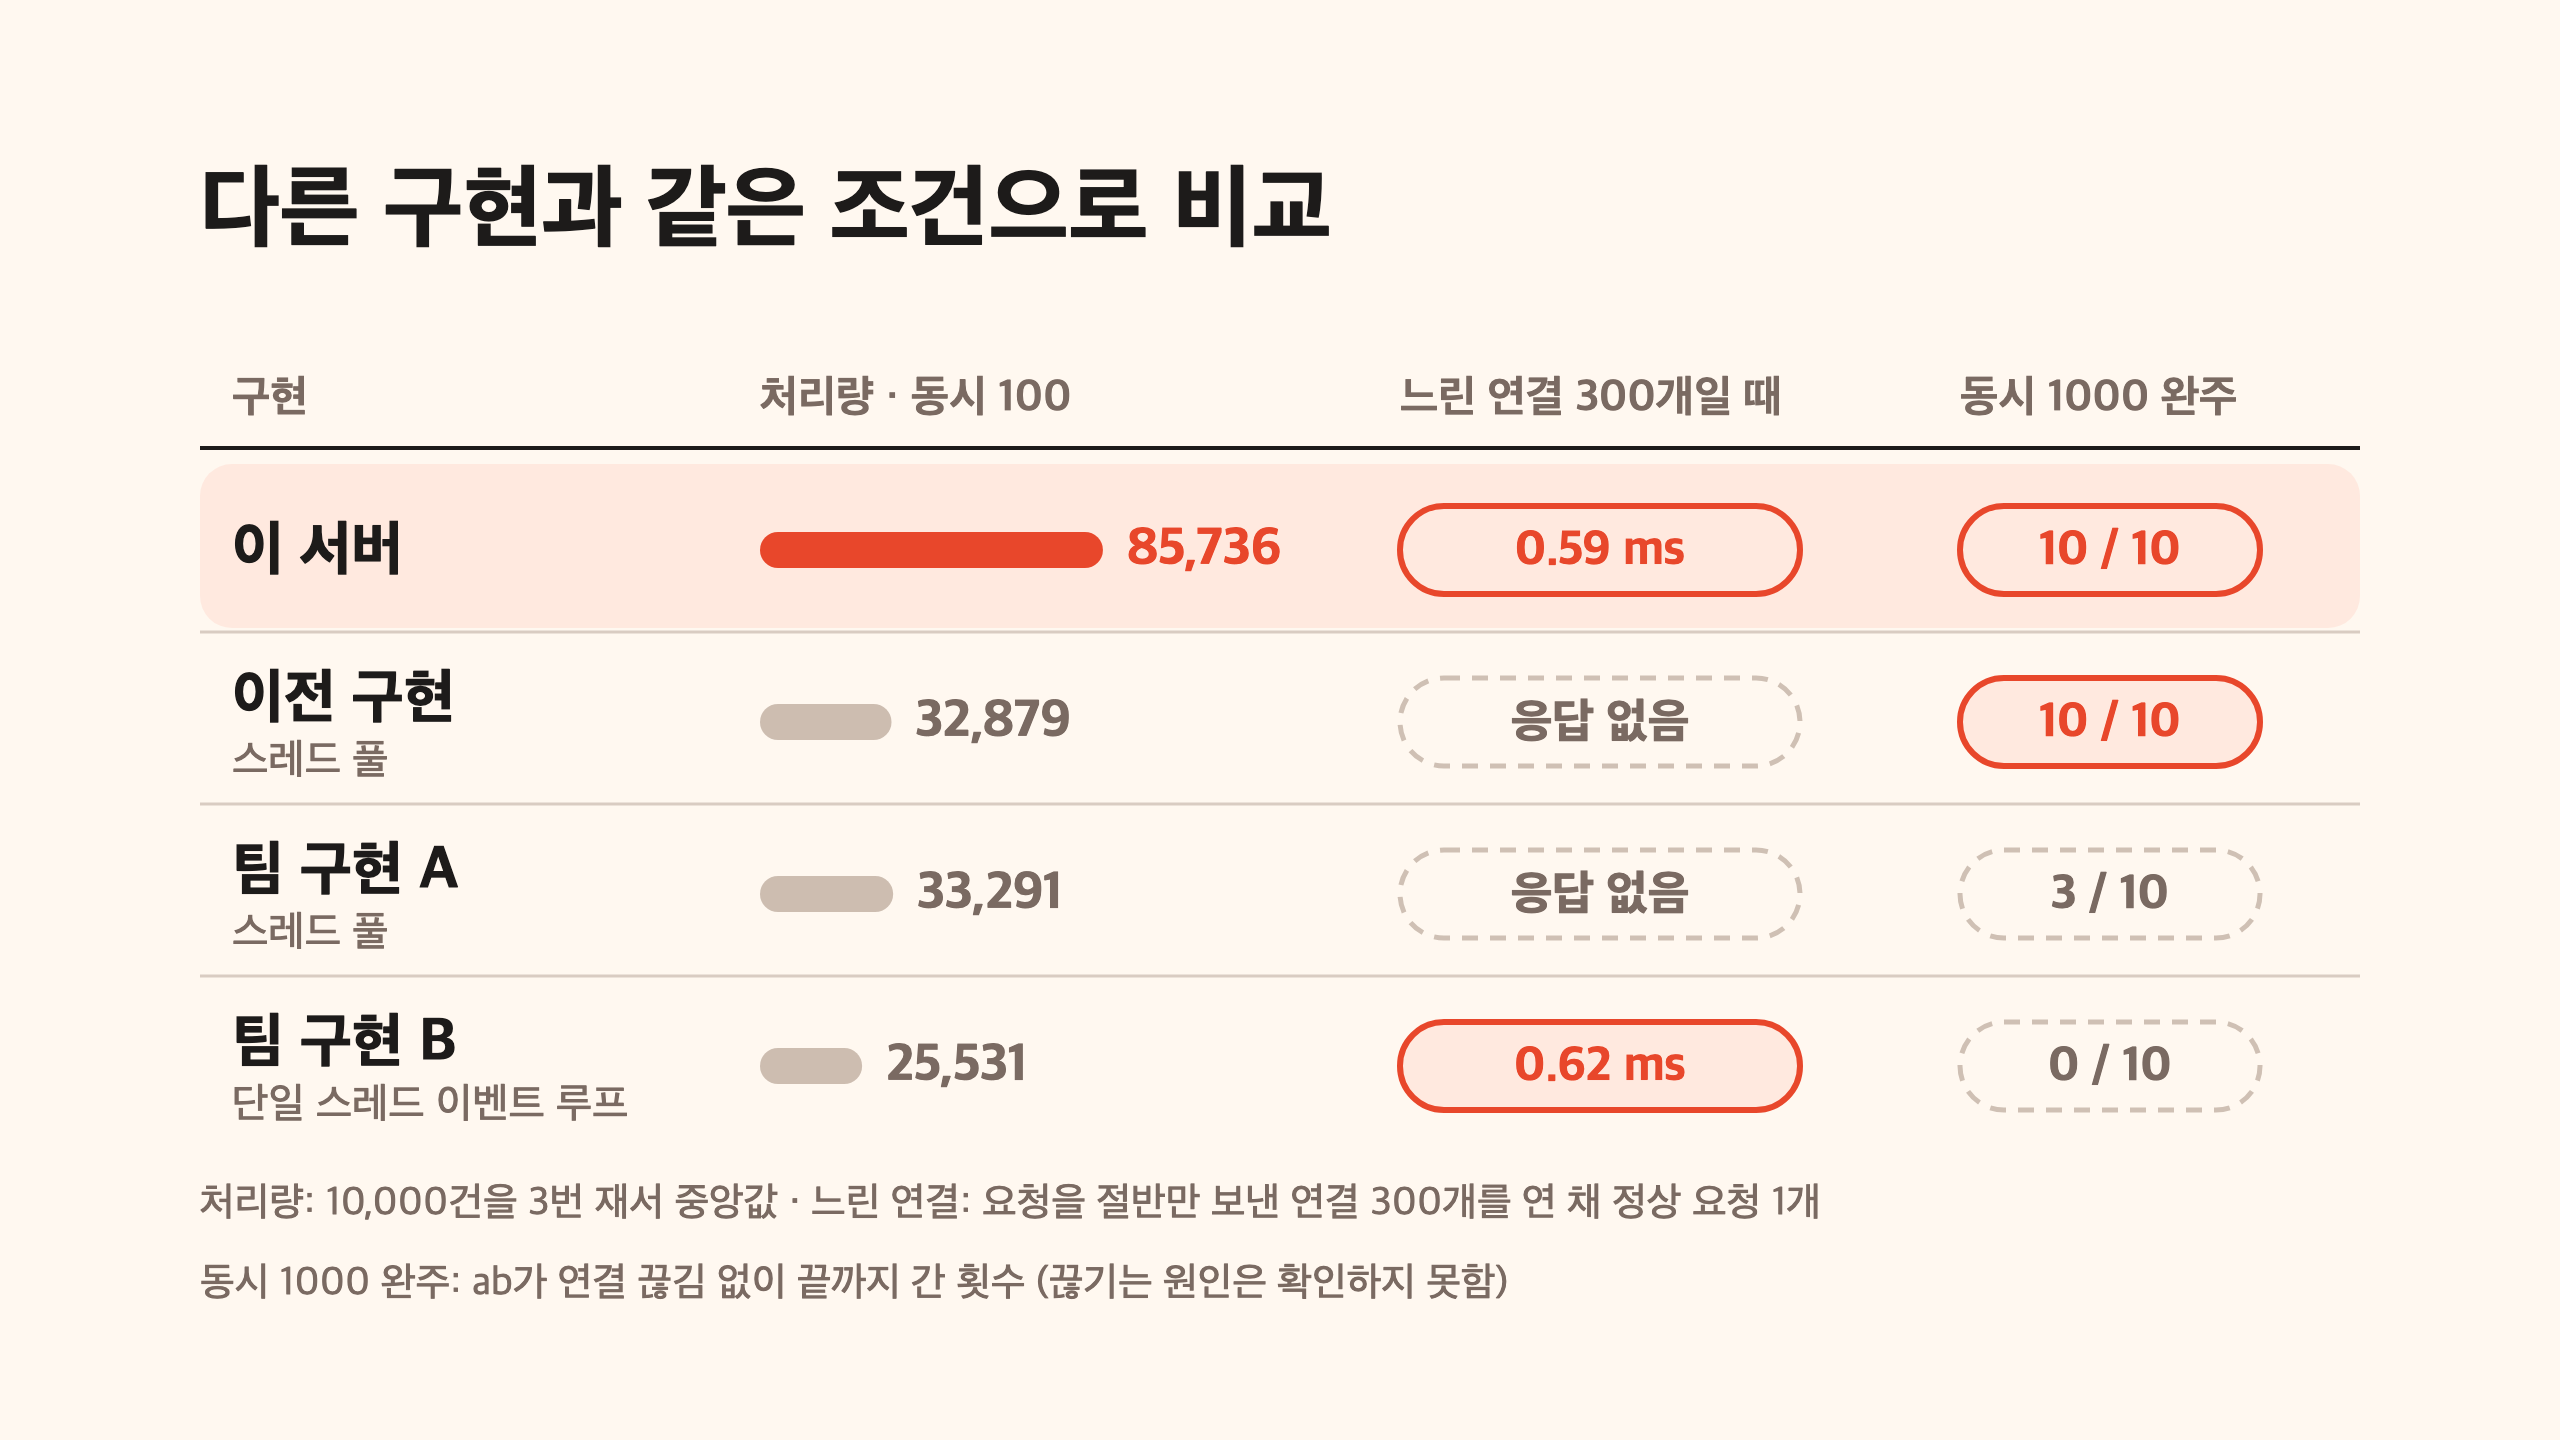 다른 구현과 같은 조건으로 비교
구현 처리량 · 동시 100 느린 연결 300개일 때 동시 1000 완주
이 서버 85,736 0.59 ms 10 / 10
이전 구현 32,879 응답 없음 10 / 10
스레드 풀
팀 구현 A 33,291 응답 없음 3 / 10
스레드 풀
팀 구현 B 25,531 0.62 ms 0 / 10
단일 스레드 이벤트 루프
처리량: 10,000건을 3번 재서 중앙값 · 느린 연결: 요청을 절반만 보낸 연결 300개를 연 채 정상 요청 1개
동시 1000 완주: ab가 연결 끊김 없이 끝까지 간 횟수 (끊기는 원인은 확인하지 못함)